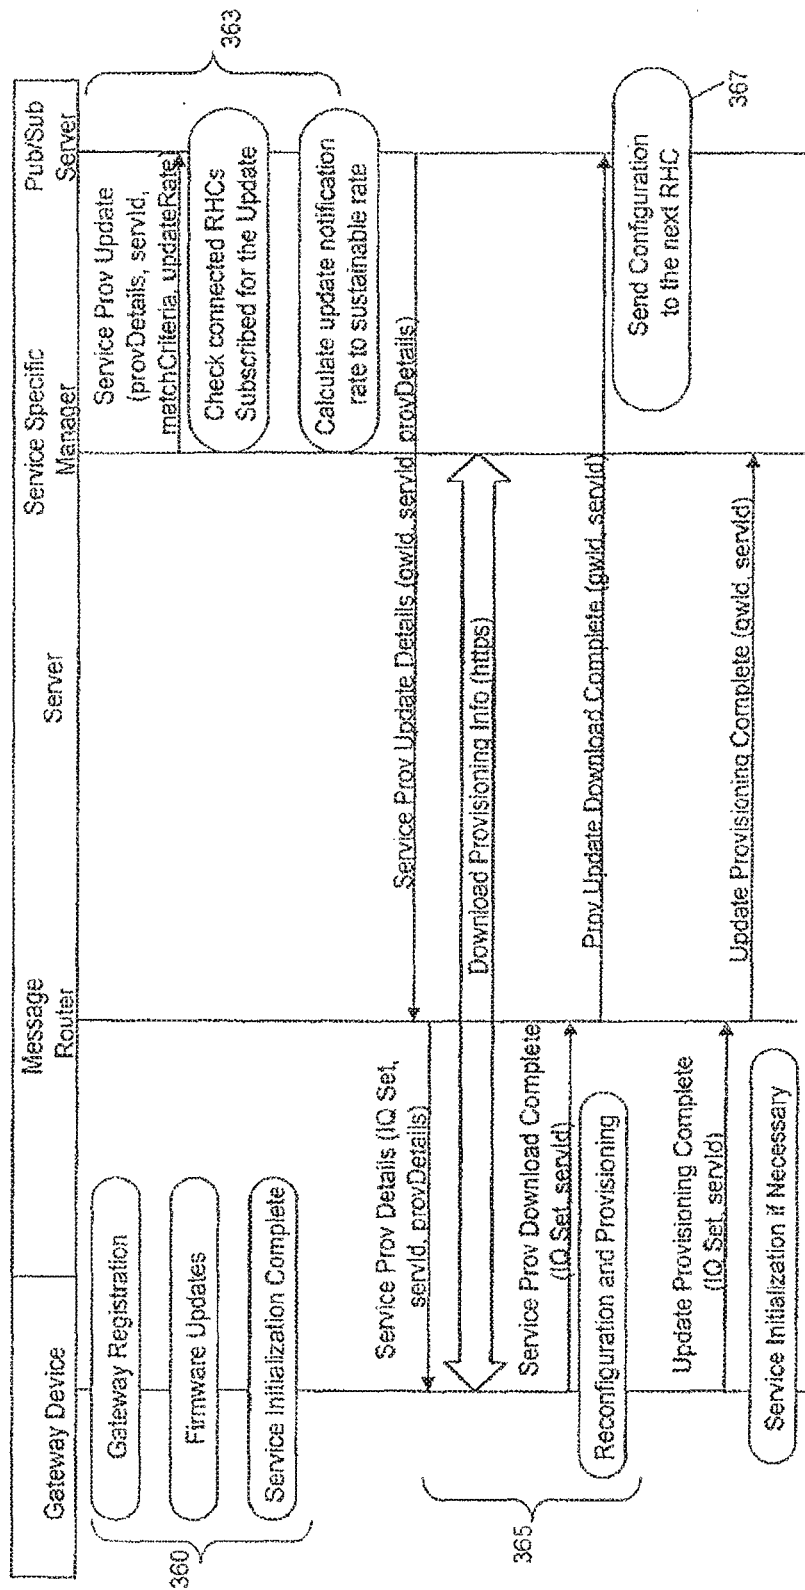 Gateway Device
Message
Router
Server
Service Specific
Manager
Pub/Sub
Server
360
Gateway Registration
Firmware Updates
Service Initialization Complete
Service Prov Update
(provDetails, servId,
matchCriteria, updateRate)
363
Check connected RHCs
Subscribed for the Update
Calculate update notification
rate to sustainable rate
Service Prov Update Details (gwId, servId, provDetails)
Service Prov Details (IQ Set,
servId, provDetails)
Download Provisioning Info (https)
365
Service Prov Download Complete
(IQ Set, servId)
Prov Update Download Complete (gwId, servId)
Reconfiguration and Provisioning
Send Configuration
to the next RHC
367
Update Provisioning Complete
(IQ Set, servId)
Update Provisioning Complete (gwId, servId)
Service Initialization if Necessary